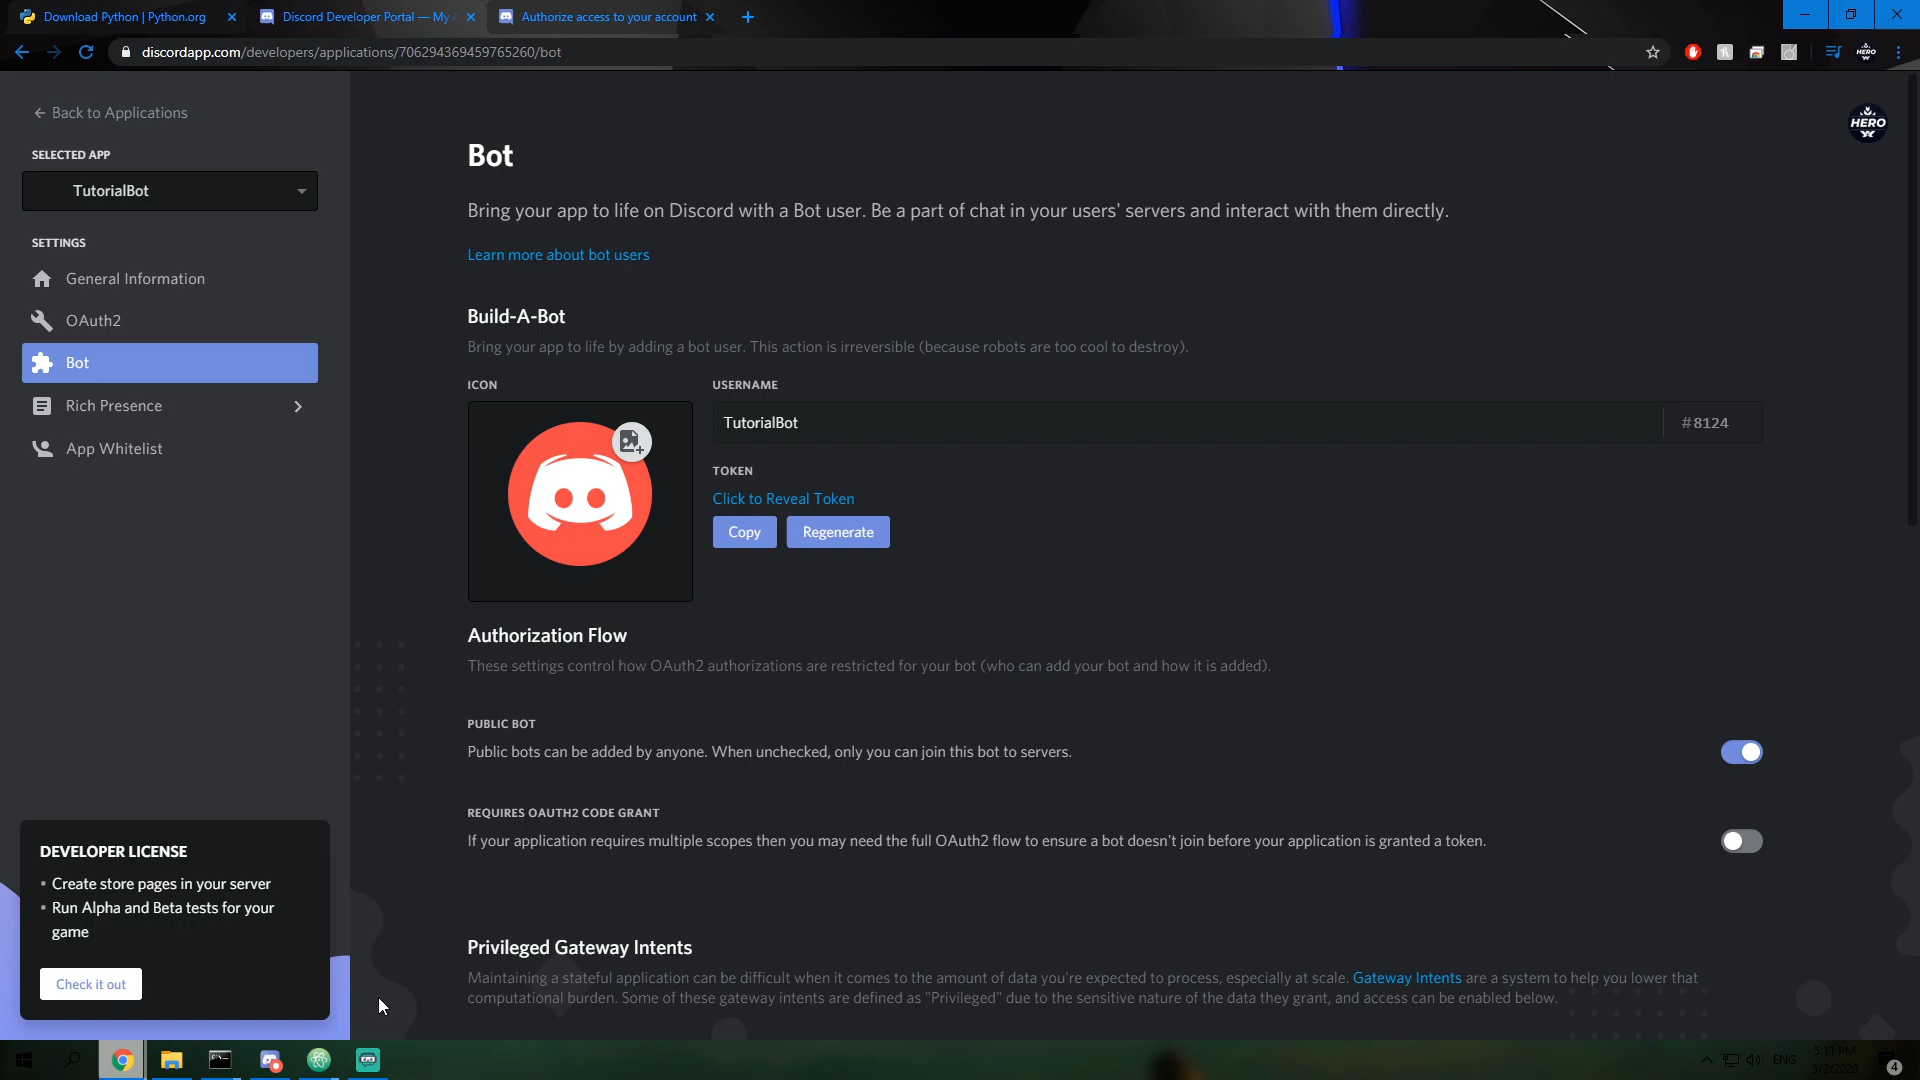 Download Python | Python.org
Discord Developer Portal — My A
Authorize access to your account
discordapp.com/developers/applications/706294369459765260/bot
HERO
← Back to Applications
SELECTED APP
TutorialBot
SETTINGS
General Information
OAuth2
Bot
Rich Presence
App Whitelist
DEVELOPER LICENSE
• Create store pages in your server
• Run Alpha and Beta tests for your
game
Check it out
HERO
Bot
Bring your app to life on Discord with a Bot user. Be a part of chat in your users' servers and interact with them directly.
Learn more about bot users
Build-A-Bot
Bring your app to life by adding a bot user. This action is irreversible (because robots are too cool to destroy).
ICON
USERNAME
TutorialBot
#8124
TOKEN
Click to Reveal Token
Copy
Regenerate
Authorization Flow
These settings control how OAuth2 authorizations are restricted for your bot (who can add your bot and how it is added).
PUBLIC BOT
Public bots can be added by anyone. When unchecked, only you can join this bot to servers.
REQUIRES OAUTH2 CODE GRANT
If your application requires multiple scopes then you may need the full OAuth2 flow to ensure a bot doesn't join before your application is granted a token.
Privileged Gateway Intents
Maintaining a stateful application can be difficult when it comes to the amount of data you're expected to process, especially at scale. Gateway Intents are a system to help you lower that
computational burden. Some of these gateway intents are defined as "Privileged" due to the sensitive nature of the data they grant, and access can be enabled below.
ENG
5:11 PM
5/2/2020
4